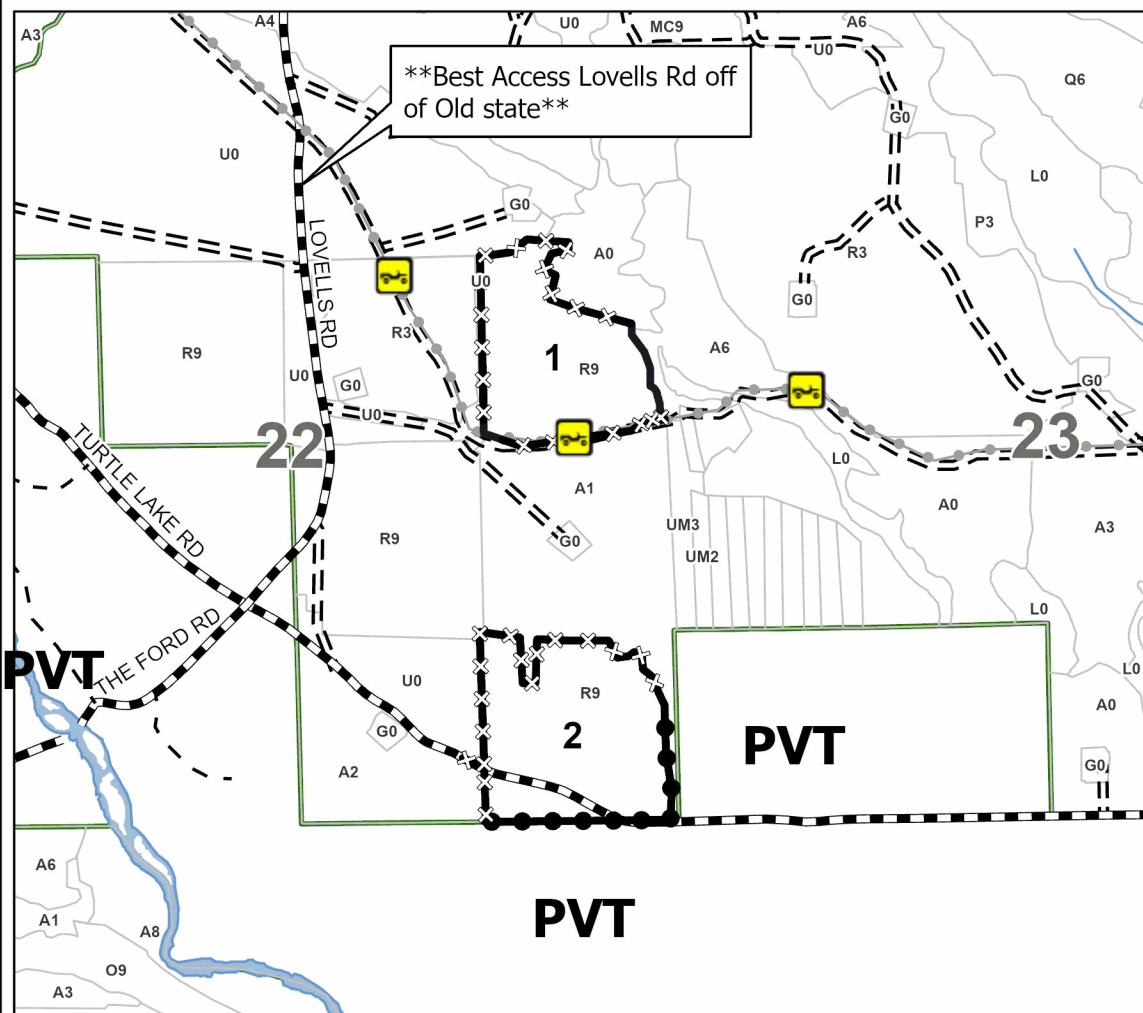 A3
A4
U0
MC9
A6
U0
**Best Access Lovells Rd off
of Old state**
Q6
G0
U0
L0
G0
P3
A0
R3
LOVELLS RD
U0
G0
R3
R9
1
R9
A6
U0
G0
G0
U0
22
23
TURTLE LAKE RD
L0
A1
A0
R9
G0
UM3
UM2
A3
THE FORD RD
L0
PVT
U0
R9
L0
A0
G0
2
PVT
A2
G0
A6
PVT
A1
A8
O9
A3